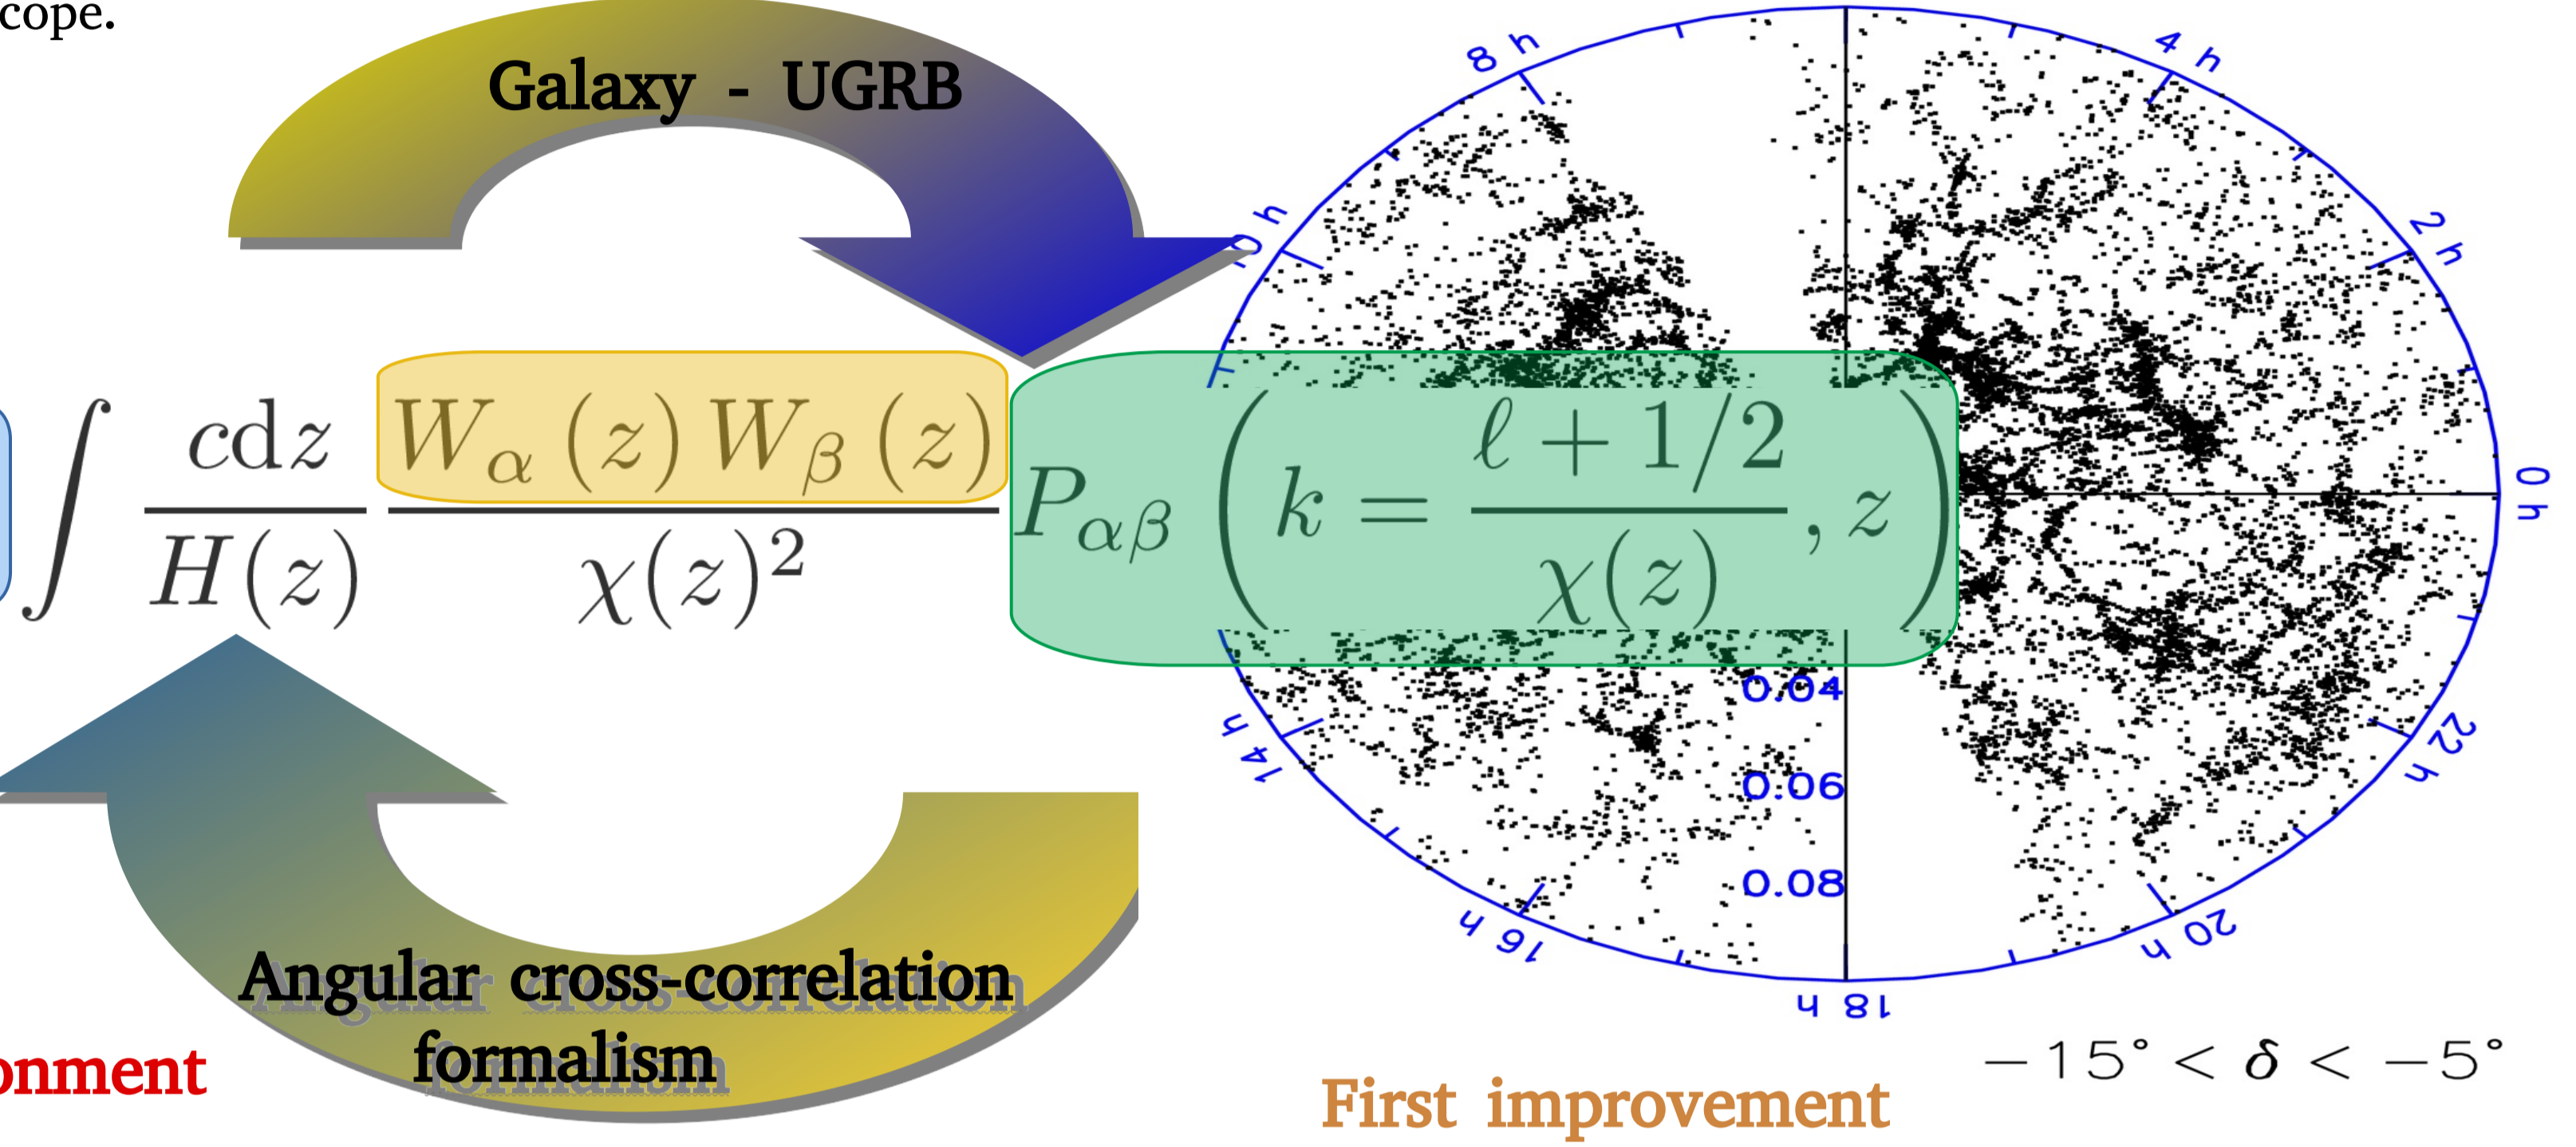 cope.
Galaxy - UGRB
8 h
4 h
2 h
0 h
22 h
20 h
18 h
16 h
14 h
∫ cdz / H(z) W_α (z) W_β (z) / χ(z)² P_αβ ( k = ℓ + 1/2 / χ(z) , z )
0.04
0.06
0.08
Angular cross-correlation
formalism
onment
First improvement
−15° < δ < −5°